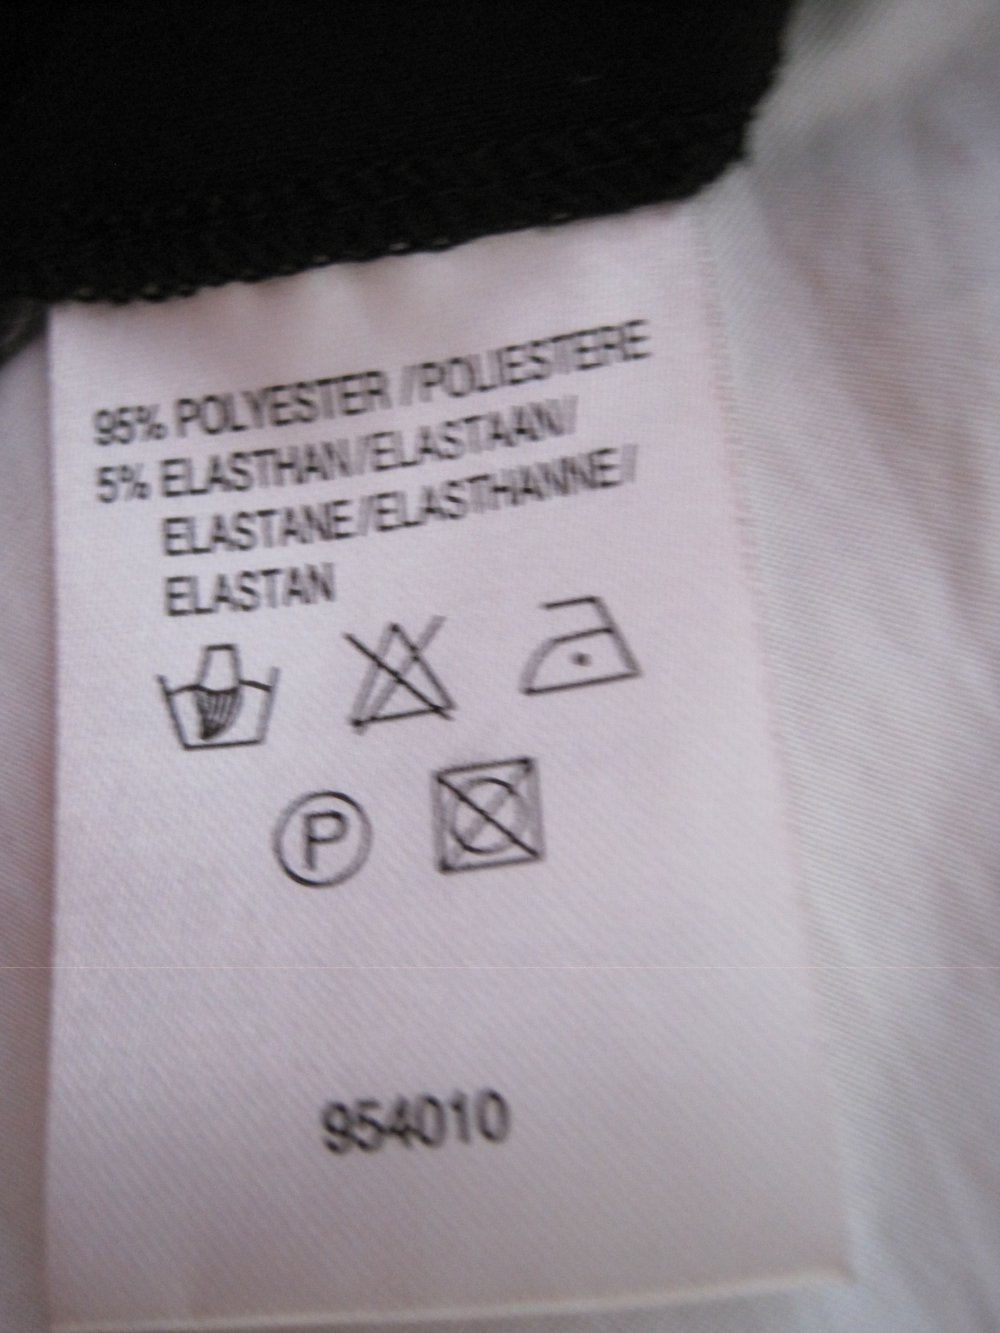 95% POLYESTER //POLIESTERE
5% ELASTHAN//ELASTAAN/
ELASTANE//ELASTHANNE//
ELASTAN
P
954010